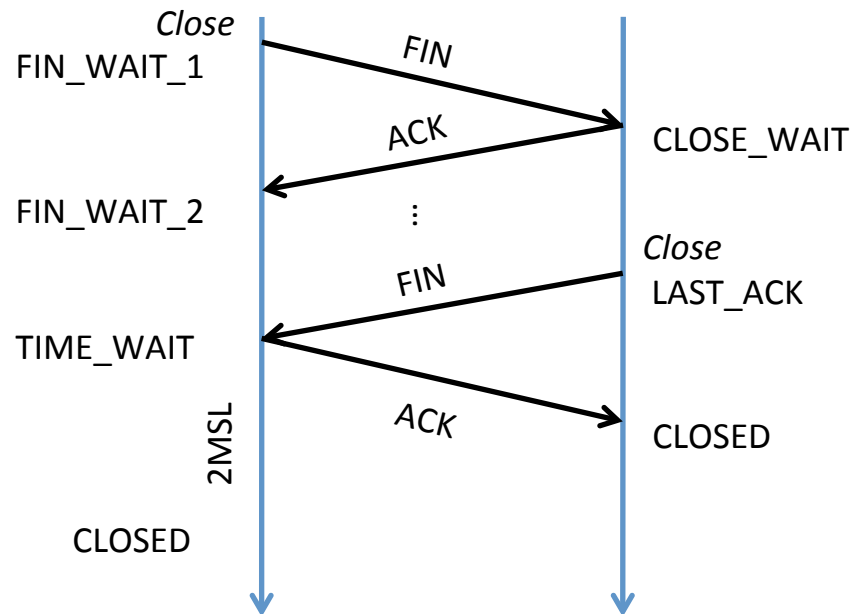 Close
FIN_WAIT_1
FIN
ACK
CLOSE_WAIT
FIN_WAIT_2
...
Close
FIN
LAST_ACK
TIME_WAIT
ACK
2MSL
CLOSED
CLOSED